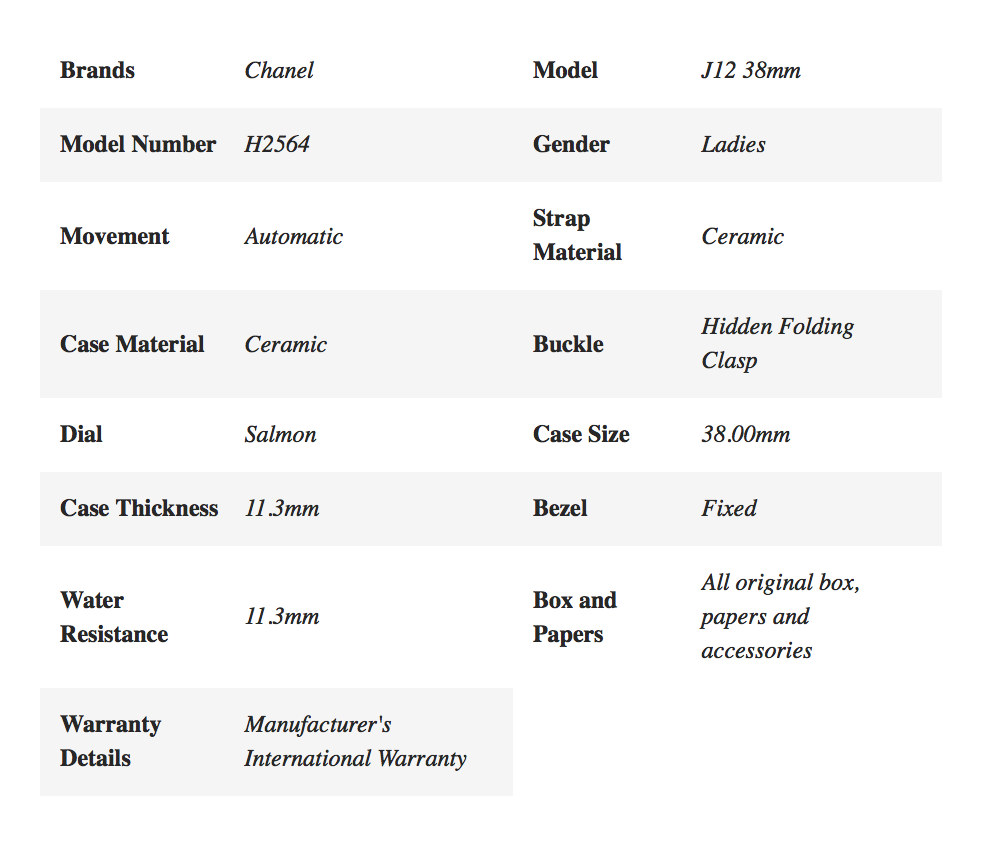 Brands Chanel Model J12 38mm
Model Number H2564 Gender Ladies
Movement Automatic Strap Material Ceramic
Case Material Ceramic Buckle Hidden Folding Clasp
Dial Salmon Case Size 38.00mm
Case Thickness 11.3mm Bezel Fixed
Water Resistance 11.3mm Box and Papers All original box, papers and accessories
Warranty Details Manufacturer's International Warranty